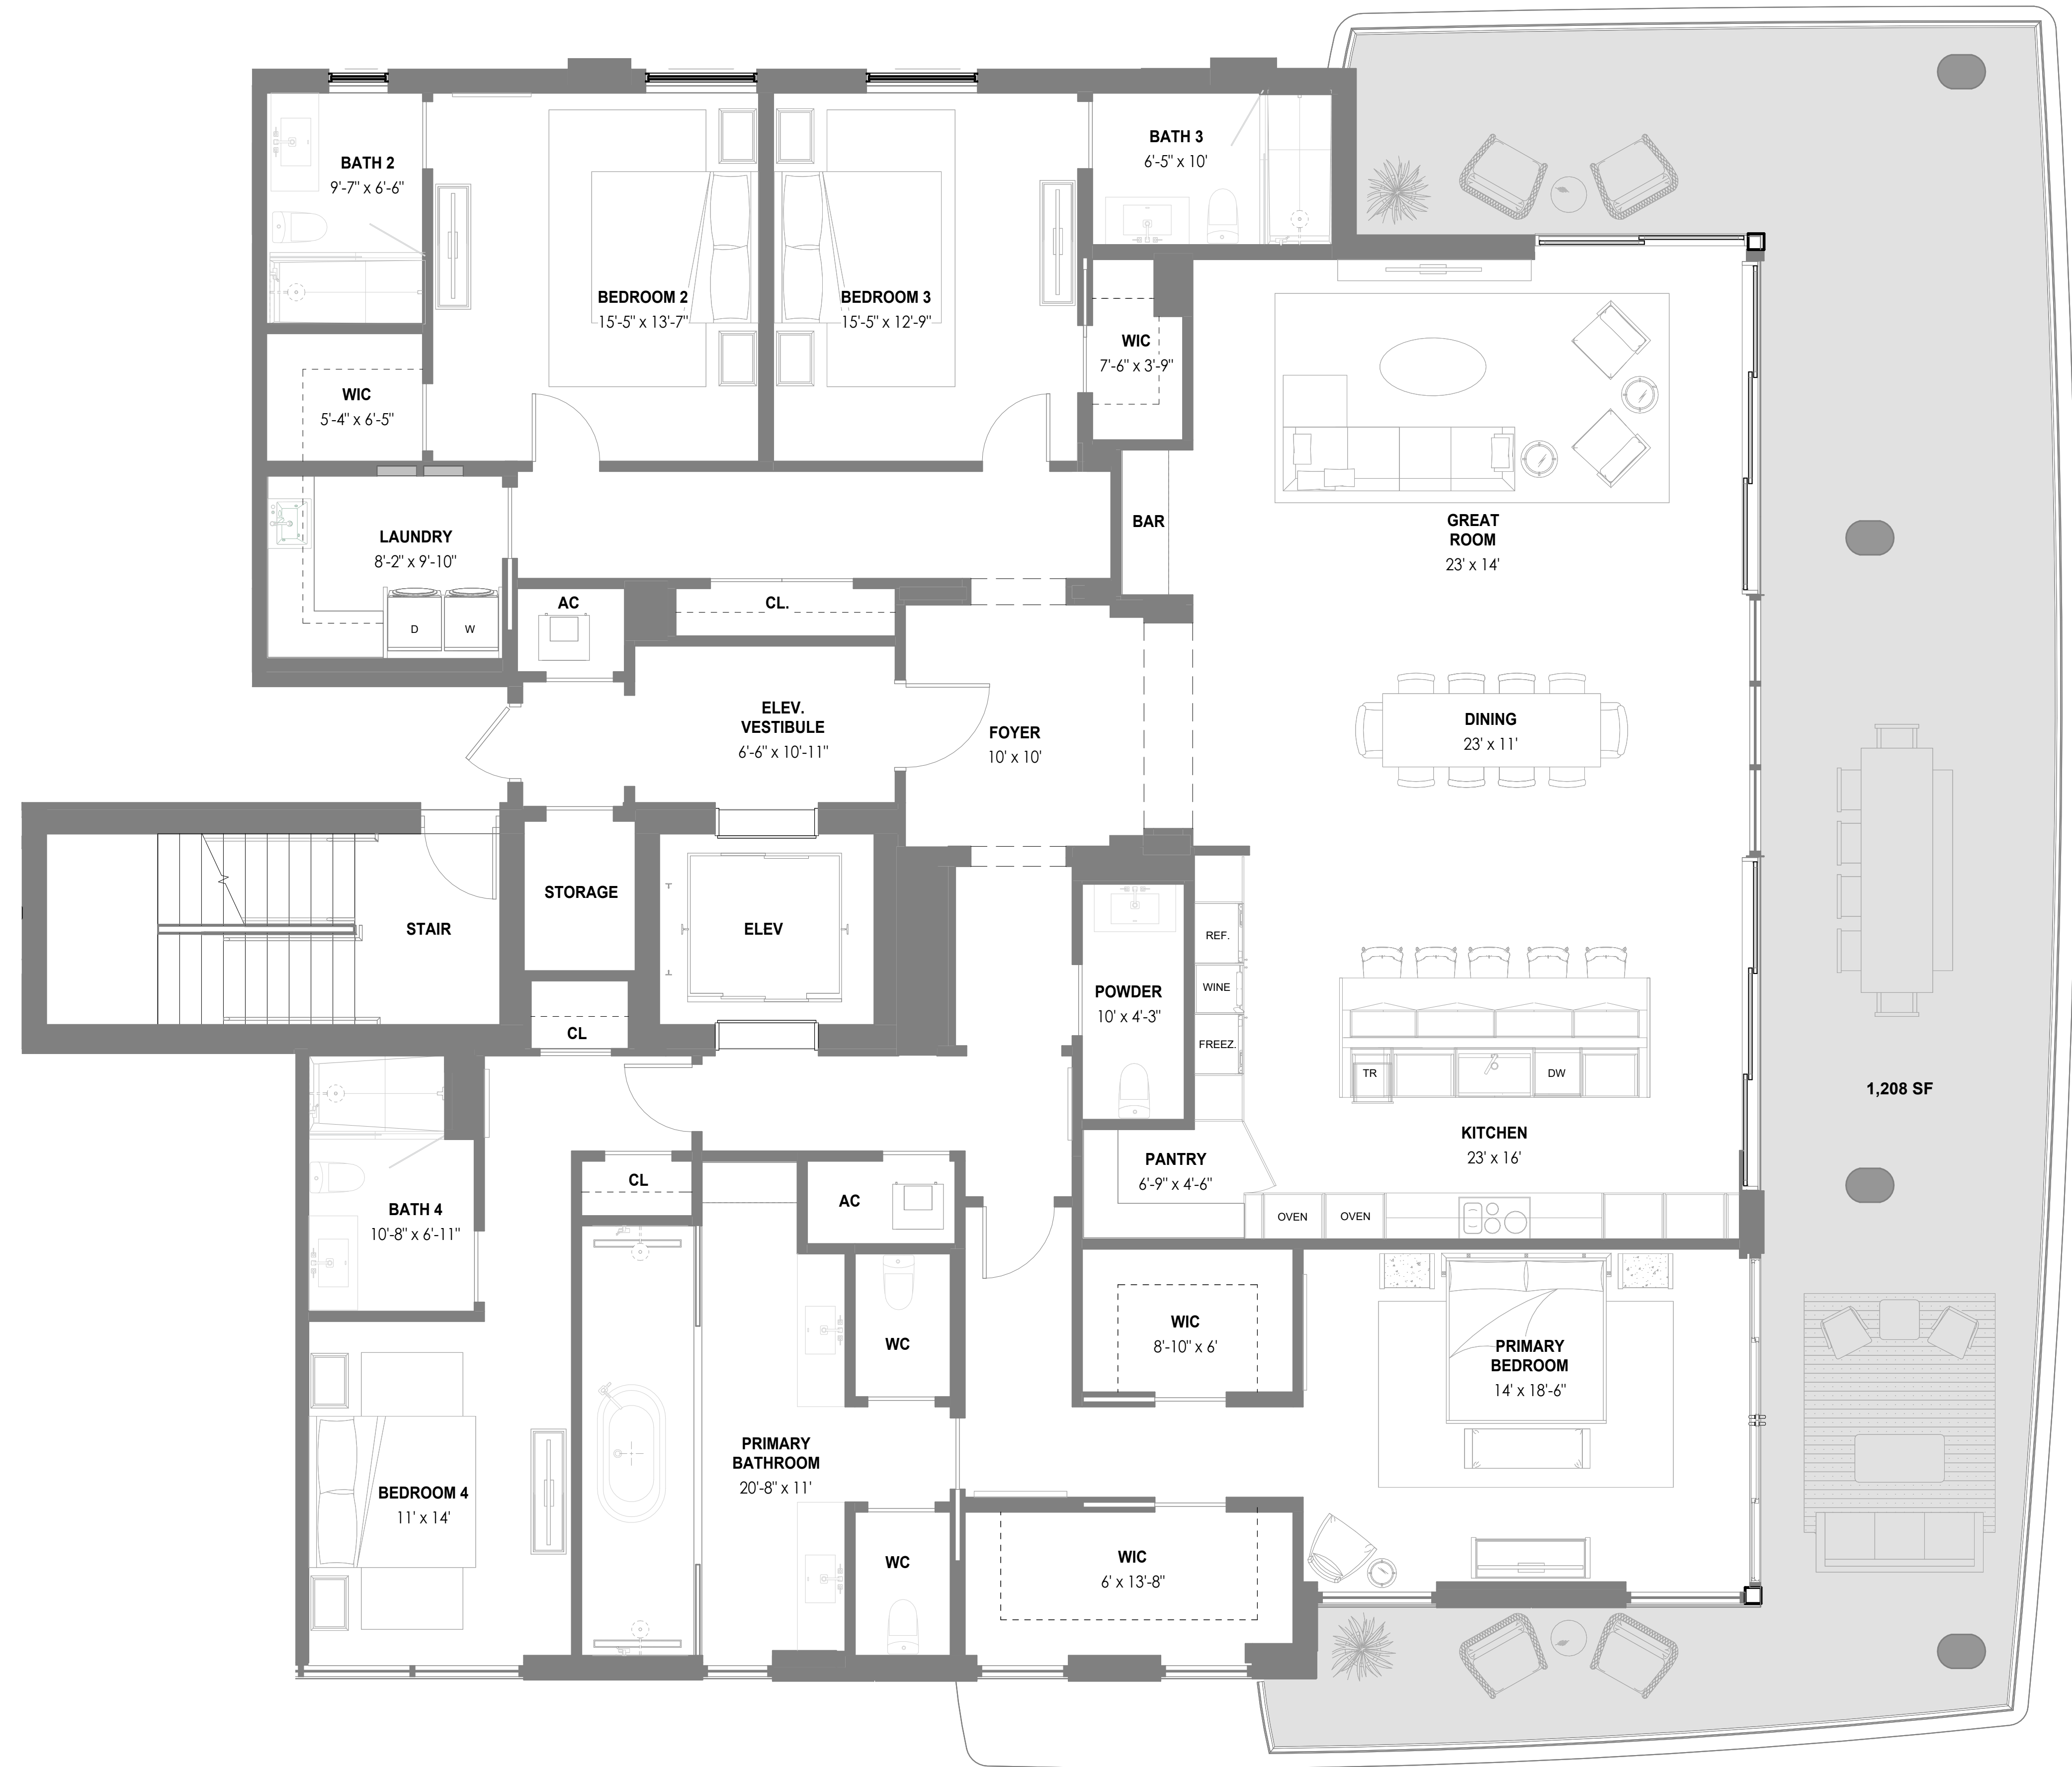 BATH 2
9'-7" x 6'-6"
BEDROOM 2
15'-5" x 13'-7"
BEDROOM 3
15'-5" x 12'-9"
BATH 3
6'-5" x 10'
WIC
5'-4" x 6'-5"
WIC
7'-6" x 3'-9"
LAUNDRY
8'-2" x 9'-10"
D
W
BAR
GREAT
ROOM
23' x 14'
AC
CL.
ELEV.
VESTIBULE
6'-6" x 10'-11"
FOYER
10' x 10'
DINING
23' x 11'
STAIR
STORAGE
ELEV
CL
POWDER
10' x 4'-3"
REF.
WINE
FREEZ.
TR
DW
KITCHEN
23' x 16'
1,208 SF
PANTRY
6'-9" x 4'-6"
OVEN
OVEN
BATH 4
10'-8" x 6'-11"
CL
AC
WC
WIC
8'-10" x 6'
PRIMARY
BEDROOM
14' x 18'-6"
BEDROOM 4
11' x 14'
PRIMARY
BATHROOM
20'-8" x 11'
WC
WIC
6' x 13'-8"